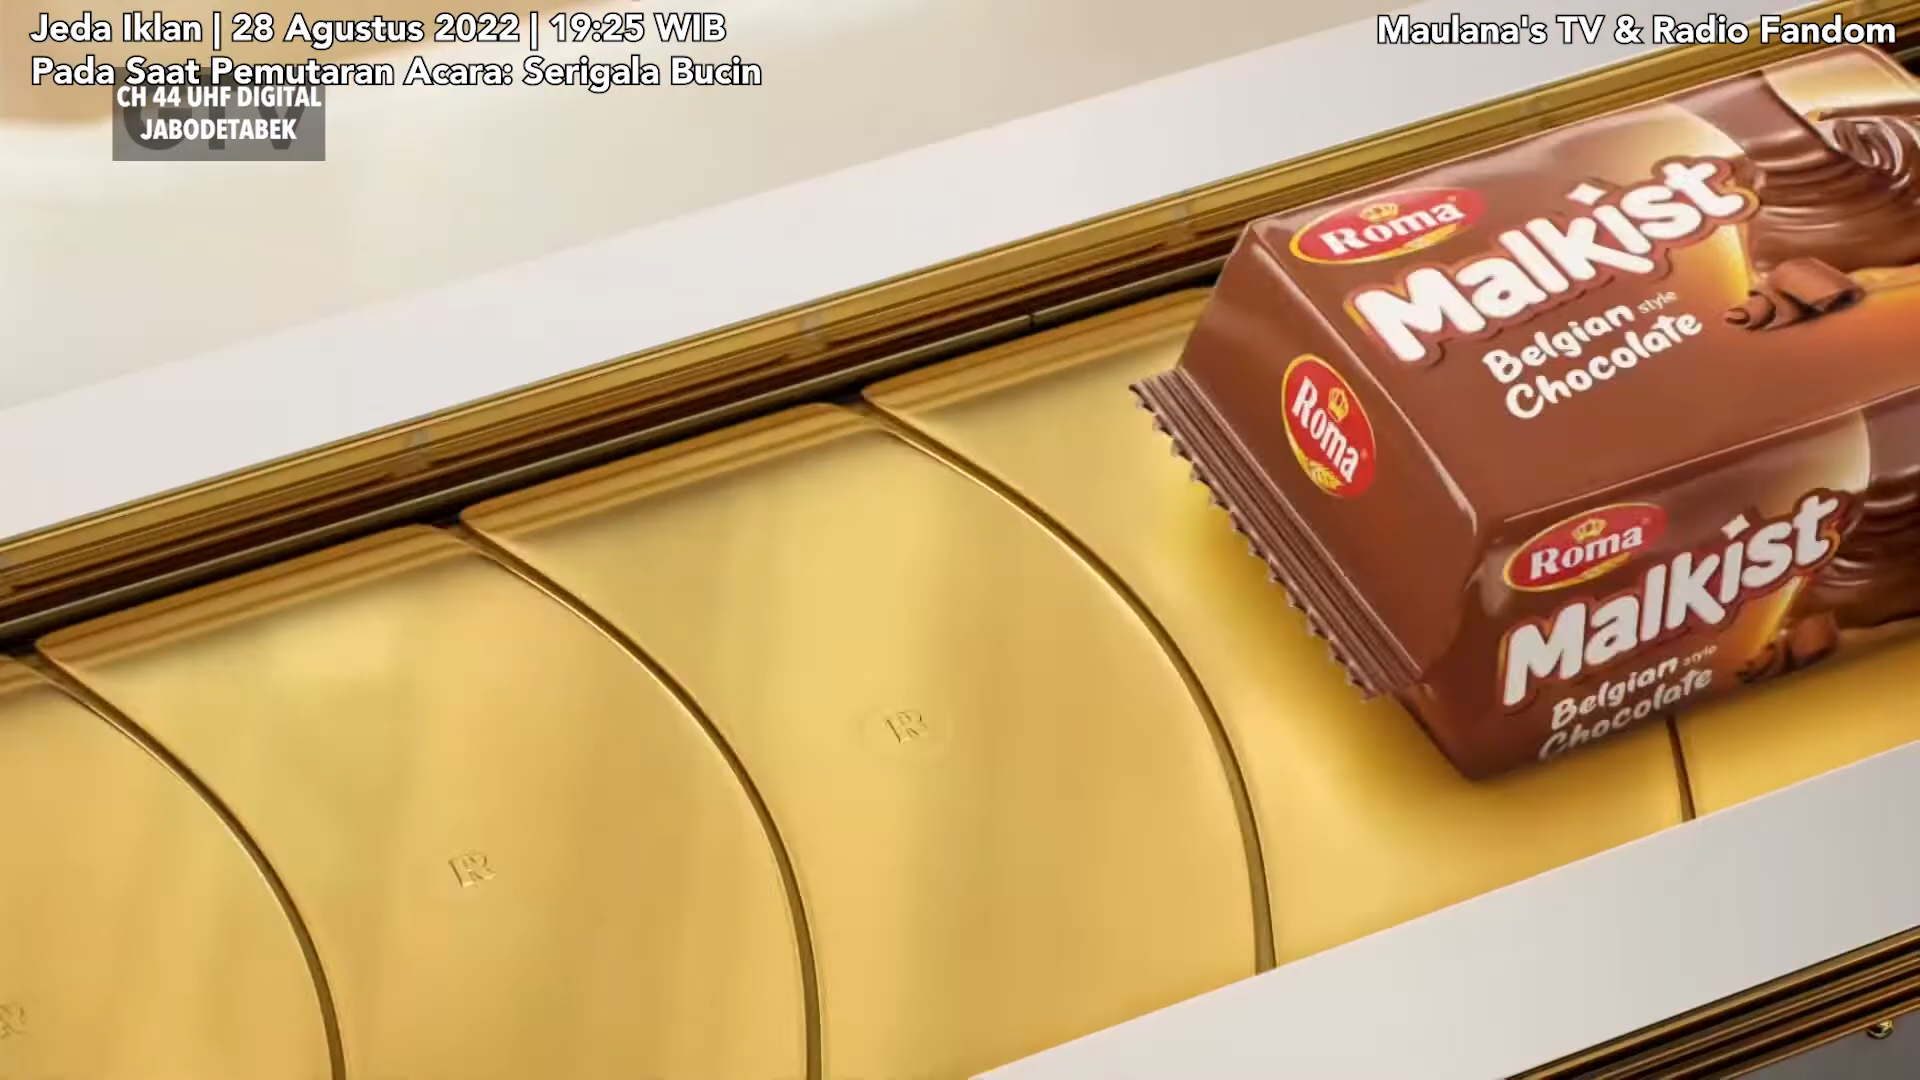 Jeda Iklan | 28 Agustus 2022 | 19:25 WIB
Pada Saat Pemutaran Acara: Serigala Bucin
Maulana's TV & Radio Fandom
CH 44 UHF DIGITAL
JABODETABEK
GTV
Roma
Malkist
Belgian style
Chocolate
Roma
Roma
Malkist
Belgian style
Chocolate
R
R